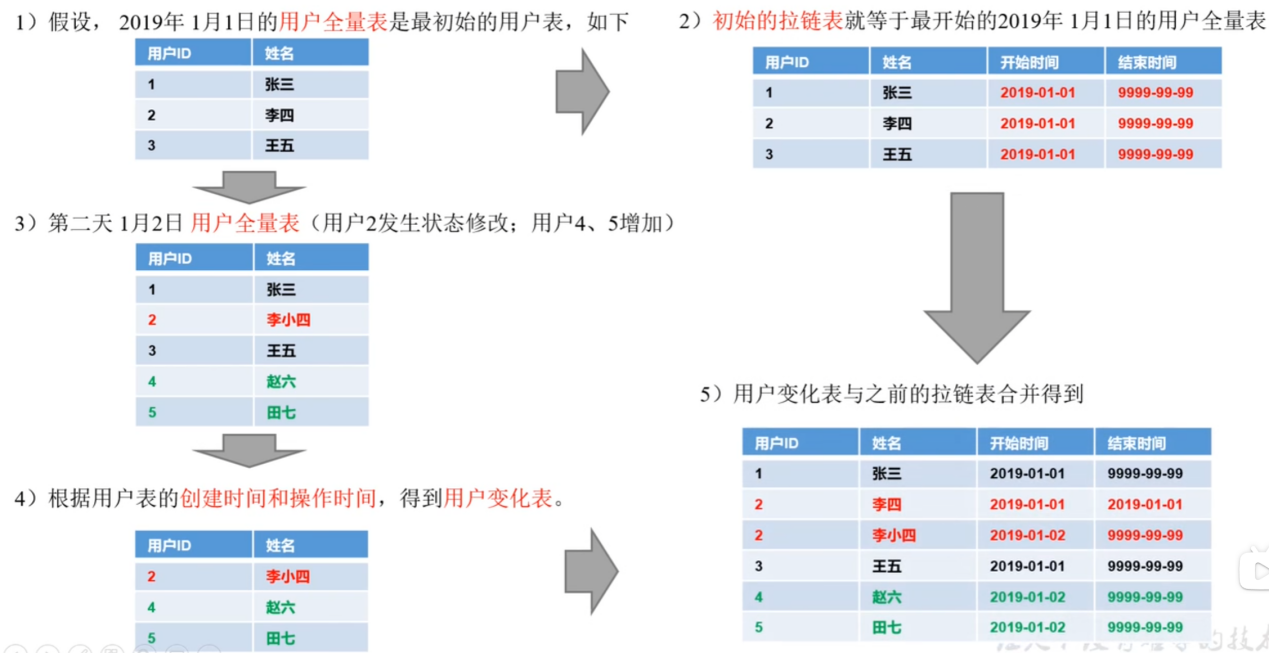 1）假设， 2019年 1月1日的用户全量表是最初始的用户表，如下
用户ID 姓名
1 张三
2 李四
3 王五
2）初始的拉链表就等于最开始的2019年 1月1日的用户全量表
用户ID 姓名 开始时间 结束时间
1 张三 2019-01-01 9999-99-99
2 李四 2019-01-01 9999-99-99
3 王五 2019-01-01 9999-99-99
3）第二天 1月2日 用户全量表（用户2发生状态修改；用户4、5增加）
用户ID 姓名
1 张三
2 李小四
3 王五
4 赵六
5 田七
4）根据用户表的创建时间和操作时间，得到用户变化表。
用户ID 姓名
2 李小四
4 赵六
5 田七
5）用户变化表与之前的拉链表合并得到
用户ID 姓名 开始时间 结束时间
1 张三 2019-01-01 9999-99-99
2 李四 2019-01-01 2019-01-01
2 李小四 2019-01-02 9999-99-99
3 王五 2019-01-01 9999-99-99
4 赵六 2019-01-02 9999-99-99
5 田七 2019-01-02 9999-99-99
的技